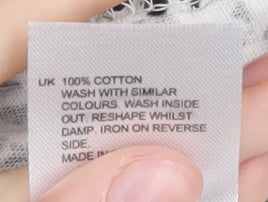 UK 100% COTTON
WASH WITH SIMILAR
COLOURS. WASH INSIDE
OUT. RESHAPE WHILST
DAMP. IRON ON REVERSE
SIDE.
MADE IN